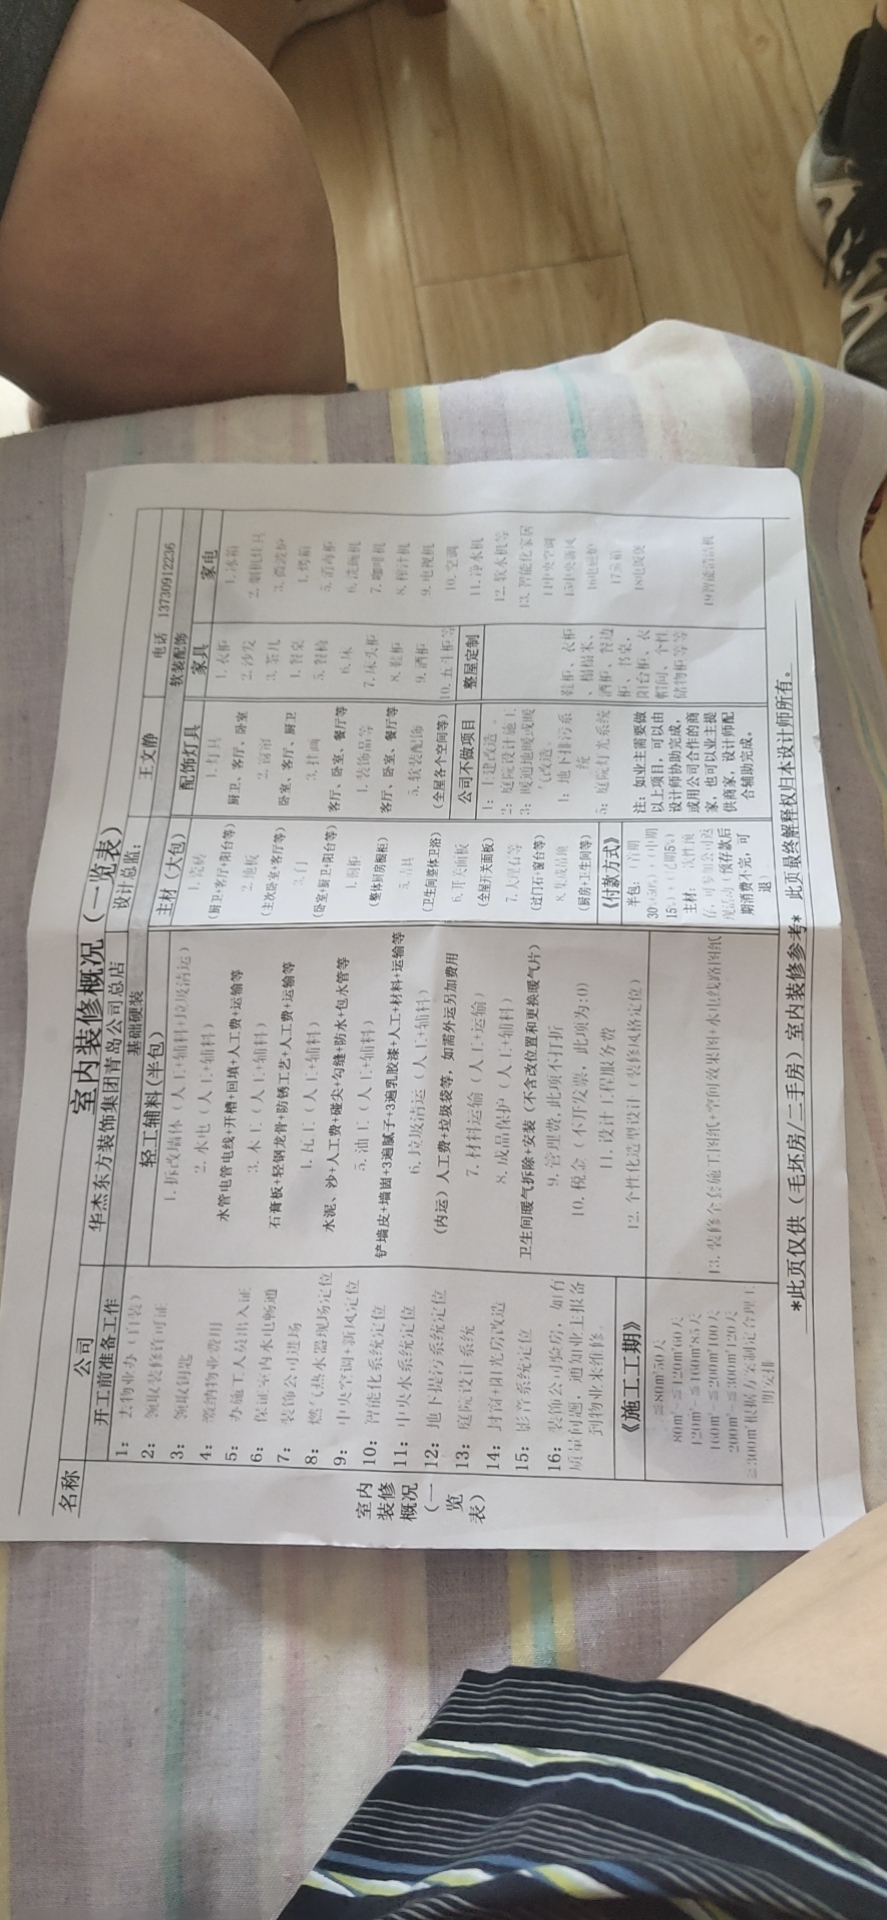 室内装修概况（一览表）
名称
公司
华杰东方装饰集团青岛公司总店
设计总监：
王文静
电话 13730912236
室内装修概况（一览表）
开工前准备工作
1： 去物业办（自装）
2： 领取装修许可证
3： 领取钥匙
4： 缴纳物业费用
5： 办施工人员出入证
6： 保证室内水电畅通
7： 装饰公司进场
8： 燃气热水器现场定位
9： 中央空调+新风定位
10： 智能化系统定位
11： 中央水系统定位
12： 地下提污系统定位
13： 庭院设计系统
14： 封窗+阳光房改造
15： 影音系统定位
16： 装饰公司验房，如有
质量问题，通知业主报备
到物业来维修。
《施工工期》
≦80m²50天
80m²-≦120m²60天
120m²-≦160m²85天
160m²-≦200m²100天
200m²-≦300m²120天
≧300m²根据方案制定合理工
期安排
基础硬装
轻工辅料(半包)
1.拆改墙体（人工+辅料+垃圾清运）
2.水电（人工+辅料）
水管电管电线+开槽+回填+人工费+运输等
3.木工（人工+辅料）
石膏板+轻钢龙骨+防锈工艺+人工费+运输等
4.瓦工（人工+辅料）
水泥、沙+人工费+碰尖+勾缝+防水+包水管等
5.油工（人工+辅料）
铲墙皮+墙固+3遍腻子+3遍乳胶漆+人工+材料+运输等
6.垃圾清运（人工+辅料）
(内运）人工费+垃圾袋等，如需外运另加费用
7.材料运输（人工+运输）
8.成品保护（人工+辅料）
卫生间暖气拆除+安装（不含改位置和更换暖气片）
9.管理费,此项不打折
10.税金（不开发票，此项为:0)
11.设计工程服务费
12.个性化造型设计（装修风格定位）
13.装修全套施工图纸+空间效果图+水电线路图纸
主材（大包）
1.瓷砖
(厨卫+客厅+阳台等)
2.地板
(主次卧室+客厅等)
3.门
(卧室+厨卫+阳台等)
4.橱柜
(整体厨房橱柜)
5.洁具
(卫生间整体卫浴)
6.开关面板
(全屋开关面板)
7.大理石等
(过门石+窗台等)
8.集成吊顶
(厨房+卫生间等)
《付款方式》
半包：（首期
30%+50%）+（中期
15%）+（尾期5%）
主材：一次性预
存，可参加公司返
现活动（预存款后
期消费不完，可
退）
软装配饰
配饰灯具
1.灯具
厨卫、客厅、卧室
2.窗帘
卧室、客厅、厨卫
3.挂画
客厅、卧室、餐厅等
4.装饰品等
客厅、卧室、餐厅等
5.软装配饰
(全屋各个空间等)
公司不做项目
1：土建改造。
2：庭院设计施工
3：暖通地暖或暖
气改造。
4：地下排污系
统
5：庭院灯光系统
注：如业主需要做
以上项目，可以由
设计师协助完成，
或用公司合作的商
家，也可以业主提
供商家，设计师配
合辅助完成。
家具
1.衣柜
2.沙发
3.茶几
4.餐桌
5.餐椅
6.床
7.床头柜
8.鞋柜
9.酒柜
10.五斗柜等
整屋定制
鞋柜、衣柜
、榻榻米、
酒柜、餐边
柜、书桌，
阳台柜、衣
帽间、个性
储物柜等等
家电
1.冰箱
2.烟机灶具
3.微波炉
4.烤箱
5.消毒柜
6.洗碗机
7.咖啡机
8.榨汁机
9.电视机
10.空调
11.净水机
12.软水机等
13.智能化家居
14中央空调
15中央新风
16电磁炉
17蒸箱
18电饭煲
19智能清洁机
*此页仅供（毛坯房/二手房）室内装修参考* 此页最终解释权归本设计师所有。